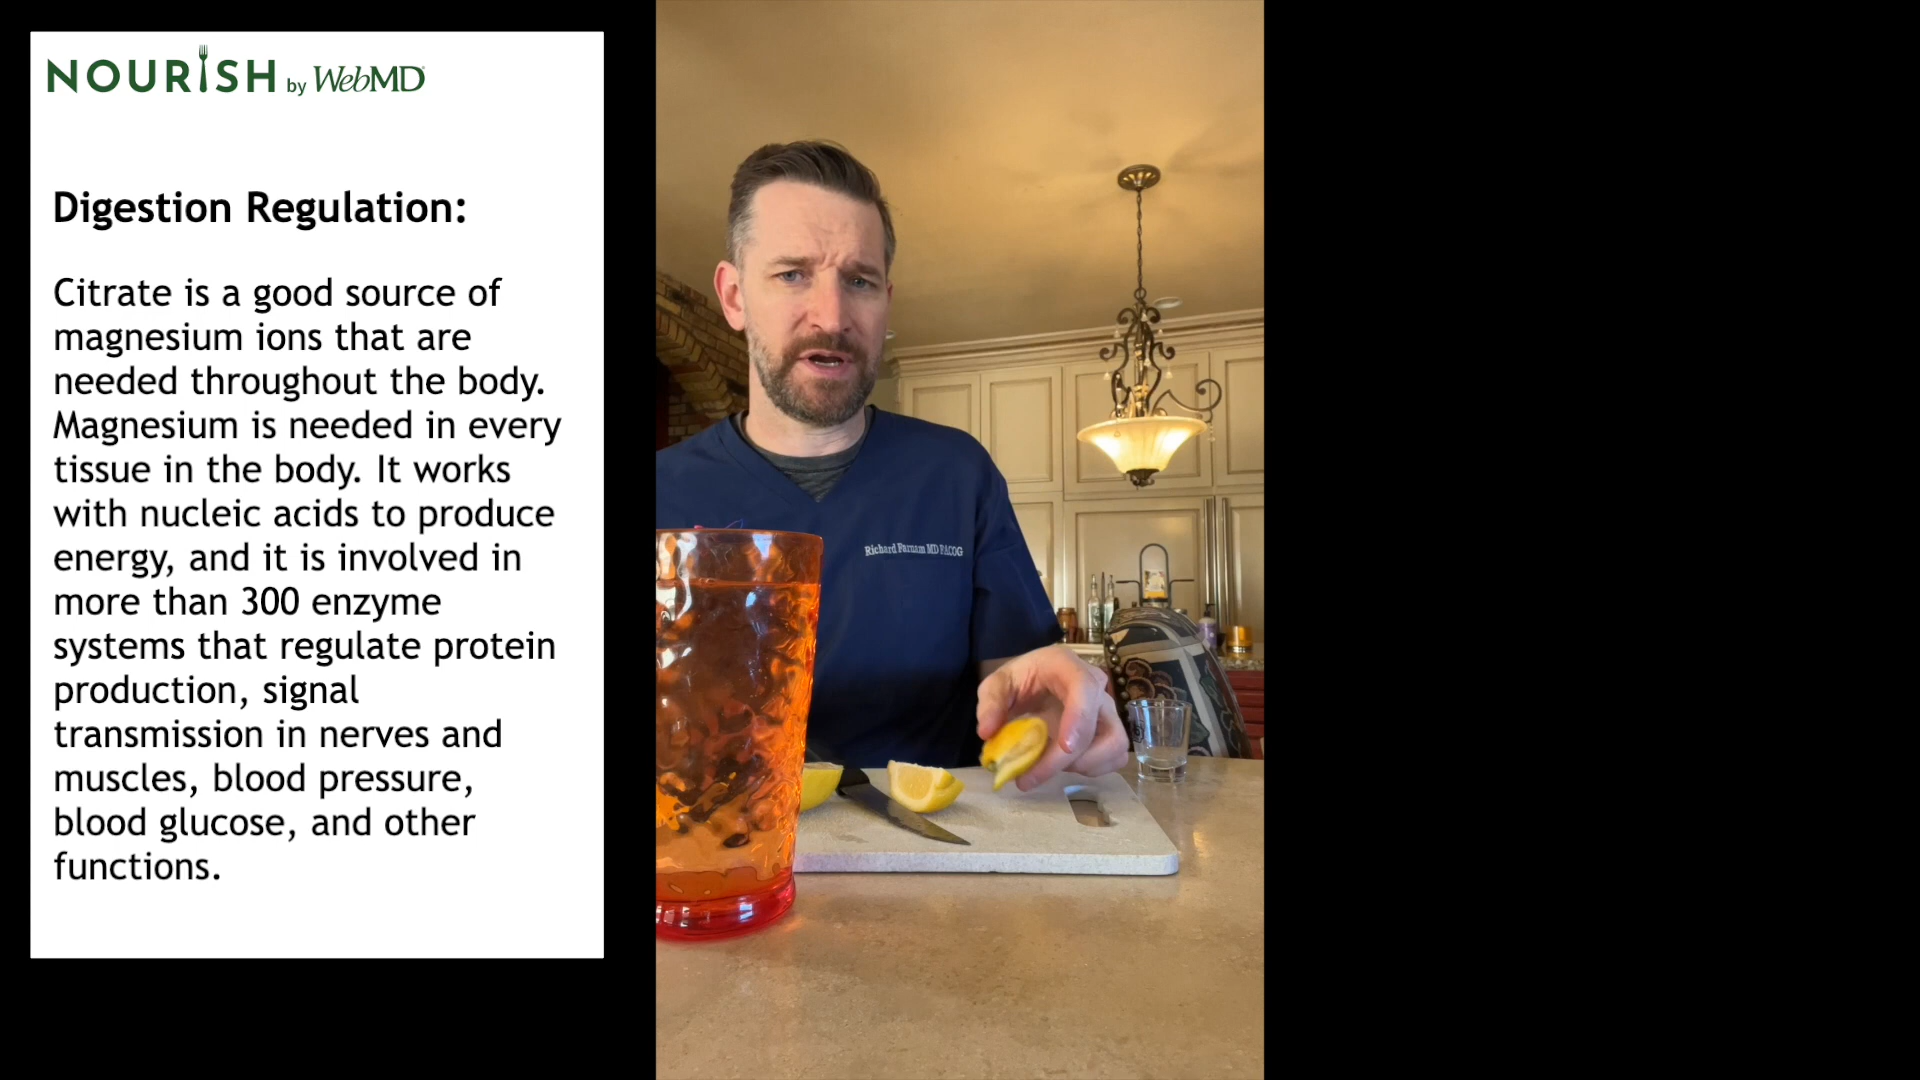 NOURISH by WebMD
Digestion Regulation:
Citrate is a good source of
magnesium ions that are
needed throughout the body.
Magnesium is needed in every
tissue in the body. It works
with nucleic acids to produce
energy, and it is involved in
more than 300 enzyme
systems that regulate protein
production, signal
transmission in nerves and
muscles, blood pressure,
blood glucose, and other
functions.
Richard Farnam MD FACOG